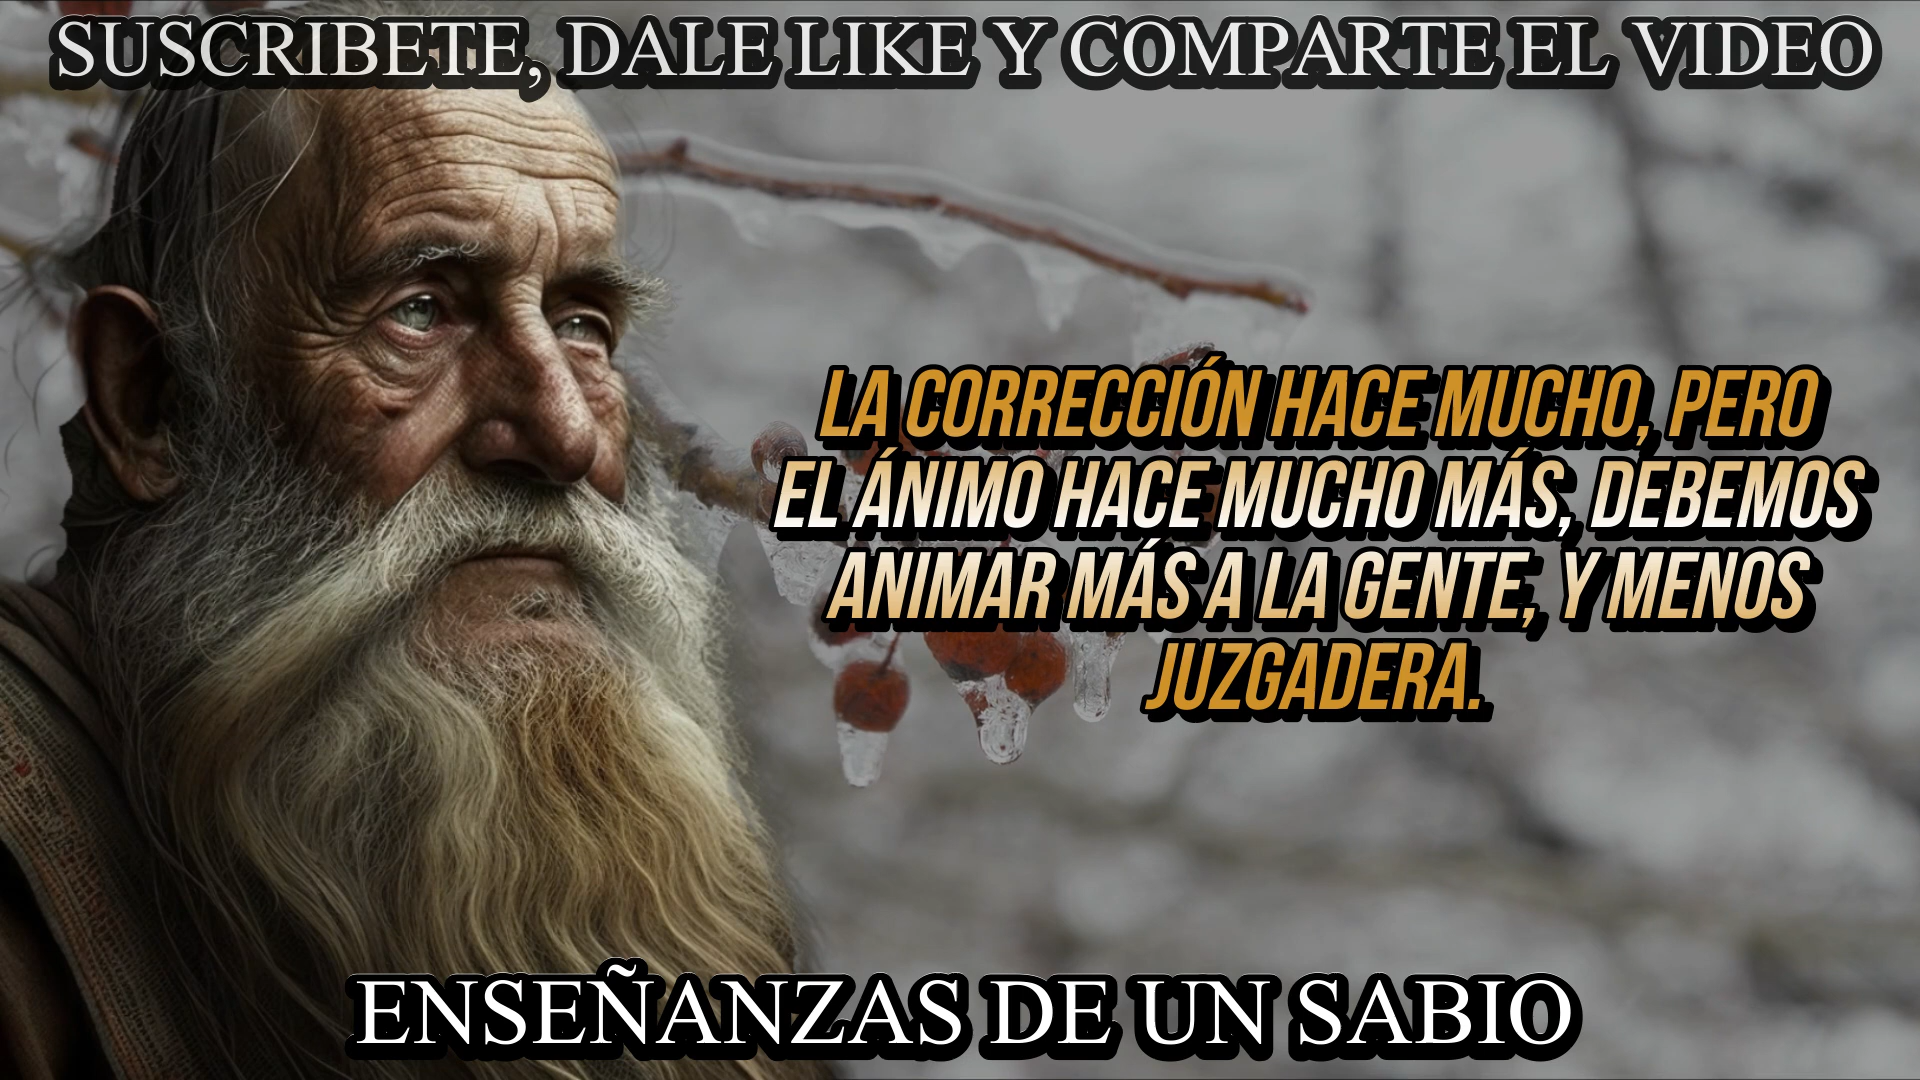 SUSCRIBETE, DALE LIKE Y COMPARTE EL VIDEO
LA CORRECCIÓN HACE MUCHO, PERO
EL ÁNIMO HACE MUCHO MÁS, DEBEMOS
ANIMAR MÁS A LA GENTE, Y MENOS
JUZGADERA.
ENSEÑANZAS DE UN SABIO